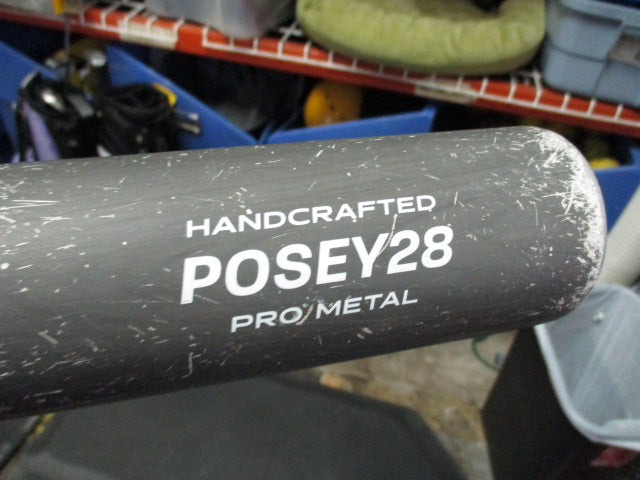 HANDCRAFTED
POSEY28
PRO METAL